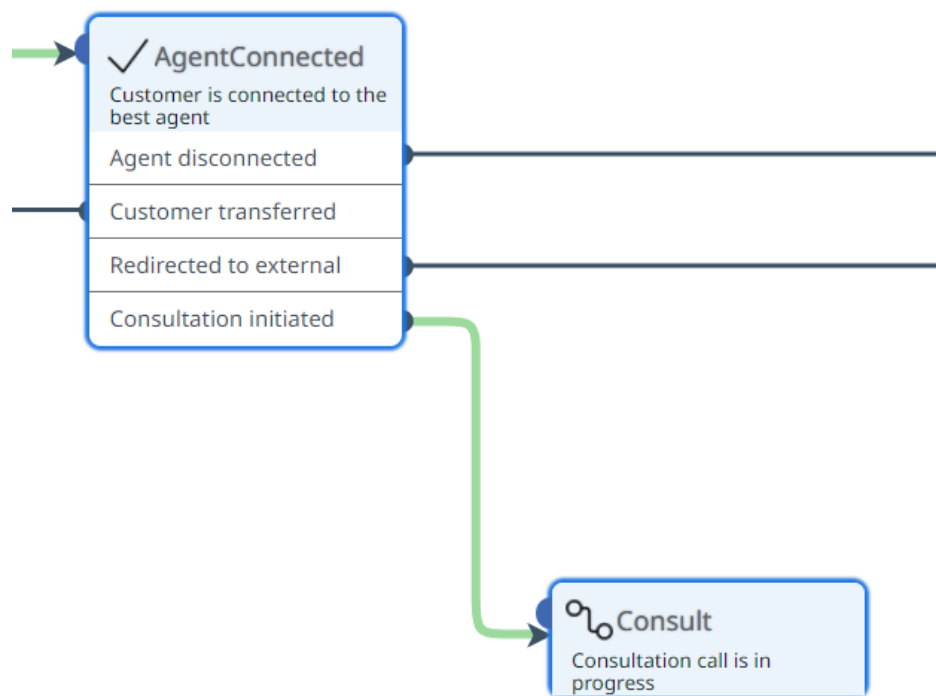 AgentConnected
Customer is connected to the
best agent
Agent disconnected
Customer transferred
Redirected to external
Consultation initiated
Consult
Consultation call is in
progress